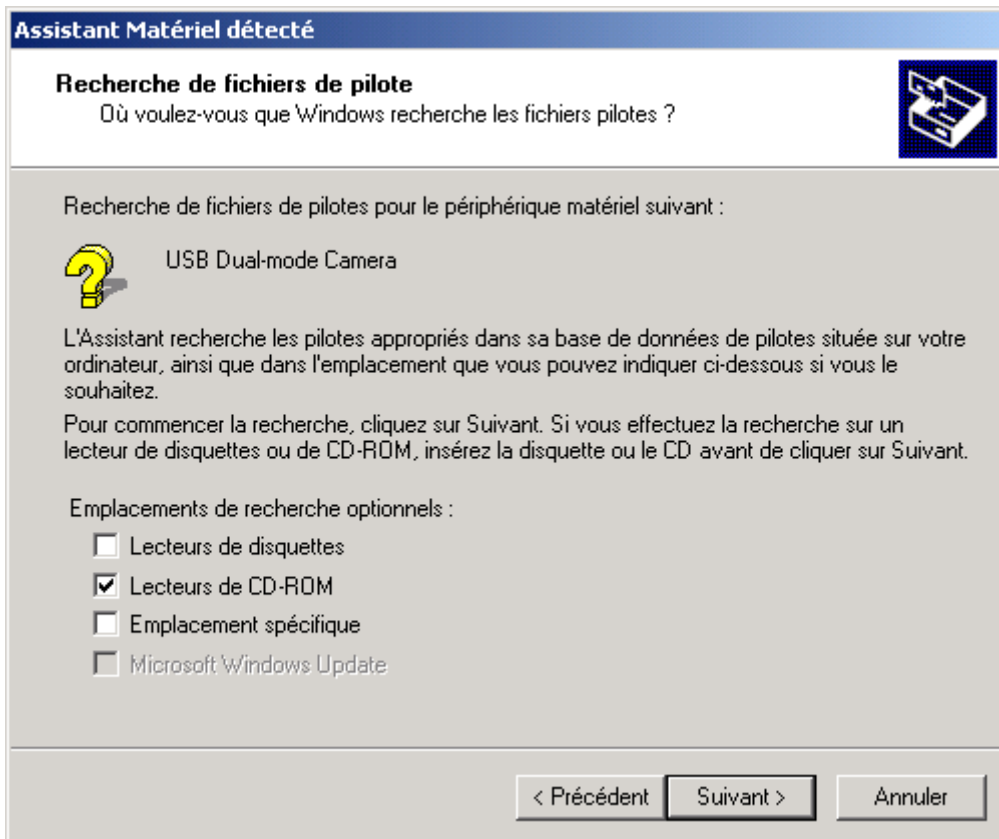 Assistant Matériel détecté
Recherche de fichiers de pilote
Où voulez-vous que Windows recherche les fichiers pilotes ?
Recherche de fichiers de pilotes pour le périphérique matériel suivant :
USB Dual-mode Camera
L'Assistant recherche les pilotes appropriés dans sa base de données de pilotes située sur votre
ordinateur, ainsi que dans l'emplacement que vous pouvez indiquer ci-dessous si vous le
souhaitez.
Pour commencer la recherche, cliquez sur Suivant. Si vous effectuez la recherche sur un
lecteur de disquettes ou de CD-ROM, insérez la disquette ou le CD avant de cliquer sur Suivant.
Emplacements de recherche optionnels :
Lecteurs de disquettes
Lecteurs de CD-ROM
Emplacement spécifique
Microsoft Windows Update
< Précédent Suivant > Annuler